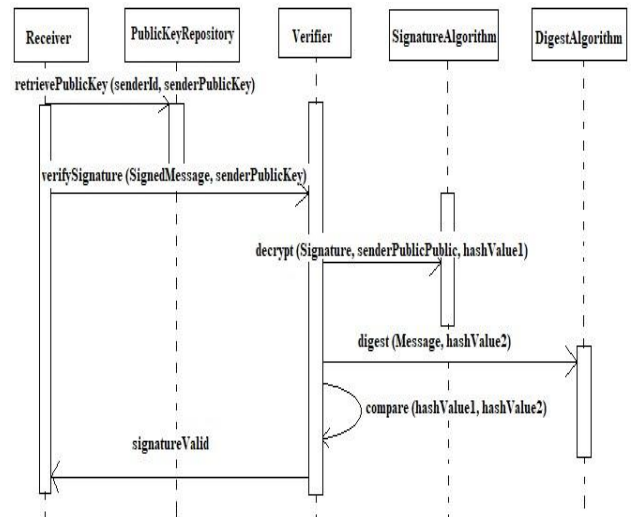 Receiver
PublicKeyRepository
Verifier
SignatureAlgorithm
DigestAlgorithm
retrievePublicKey (senderId, senderPublicKey)
verifySignature (SignedMessage, senderPublicKey)
decrypt (Signature, senderPublicPublic, hashValue1)
digest (Message, hashValue2)
compare (hashValue1, hashValue2)
signatureValid